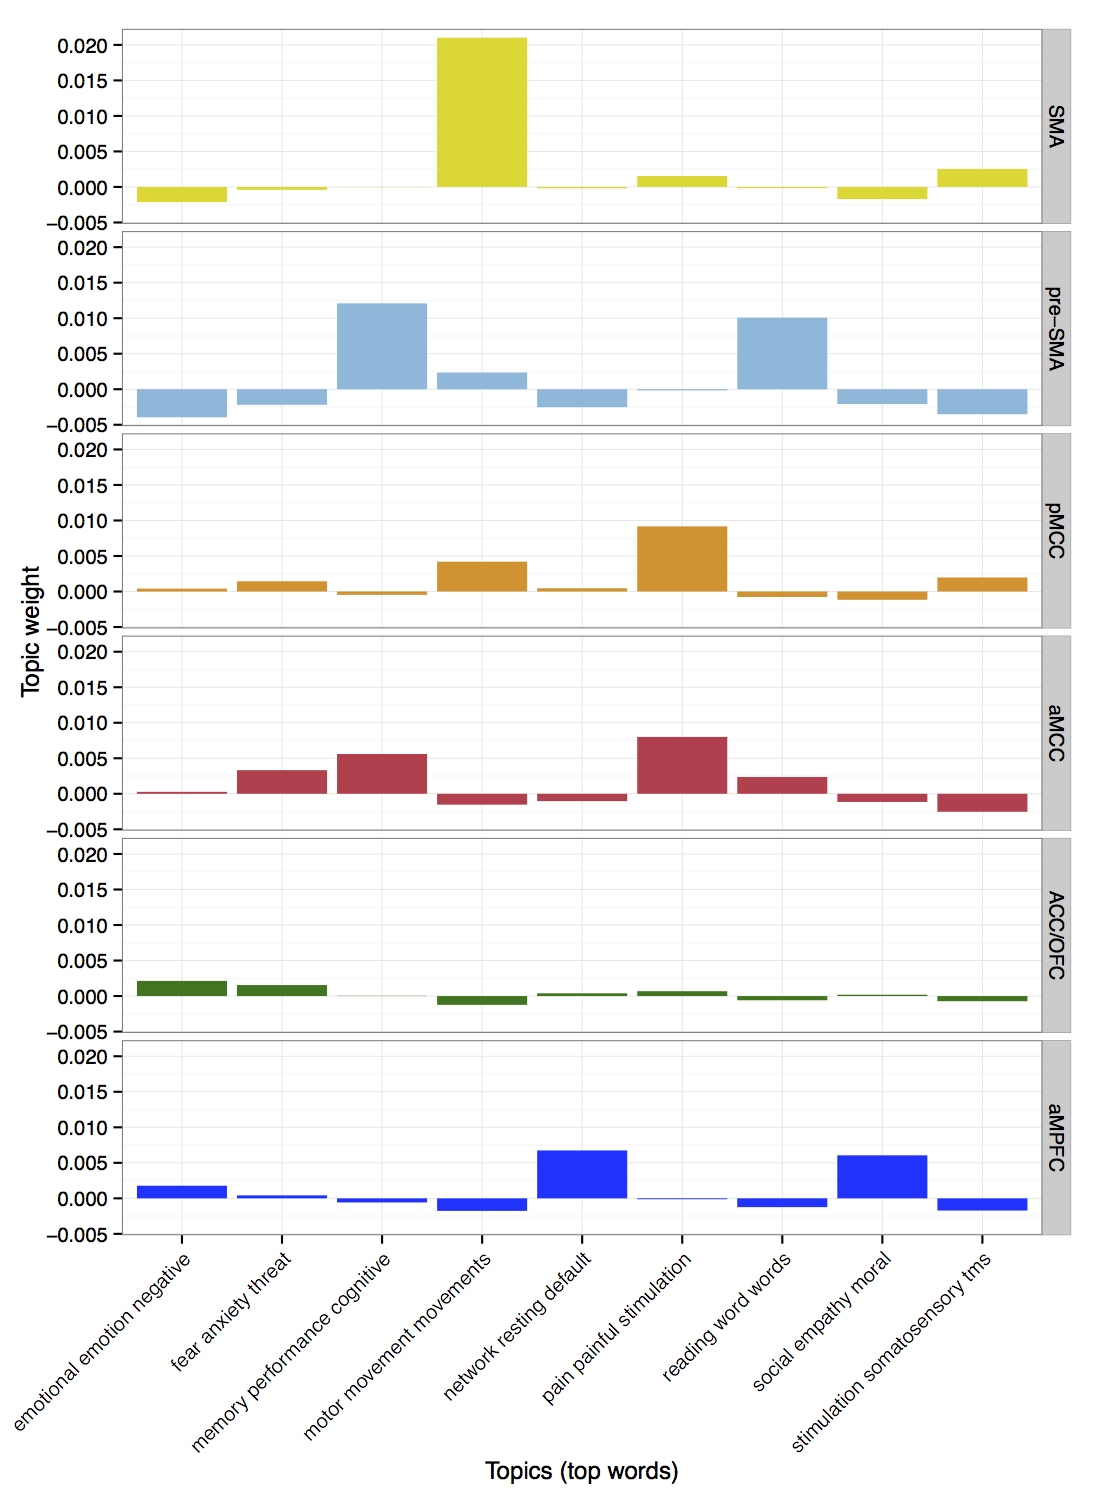 0.020
0.015
0.010
0.005
0.000
−0.005
SMA
0.020
0.015
0.010
0.005
0.000
−0.005
pre−SMA
0.020
0.015
0.010
0.005
0.000
−0.005
pMCC
0.020
0.015
0.010
0.005
0.000
−0.005
aMCC
0.020
0.015
0.010
0.005
0.000
−0.005
ACC/OFC
0.020
0.015
0.010
0.005
0.000
−0.005
aMPFC
Topic weight
emotional emotion negative
fear anxiety threat
memory performance cognitive
motor movement movements
network resting default
pain painful stimulation
reading word words
social empathy moral
stimulation somatosensory tms
Topics (top words)